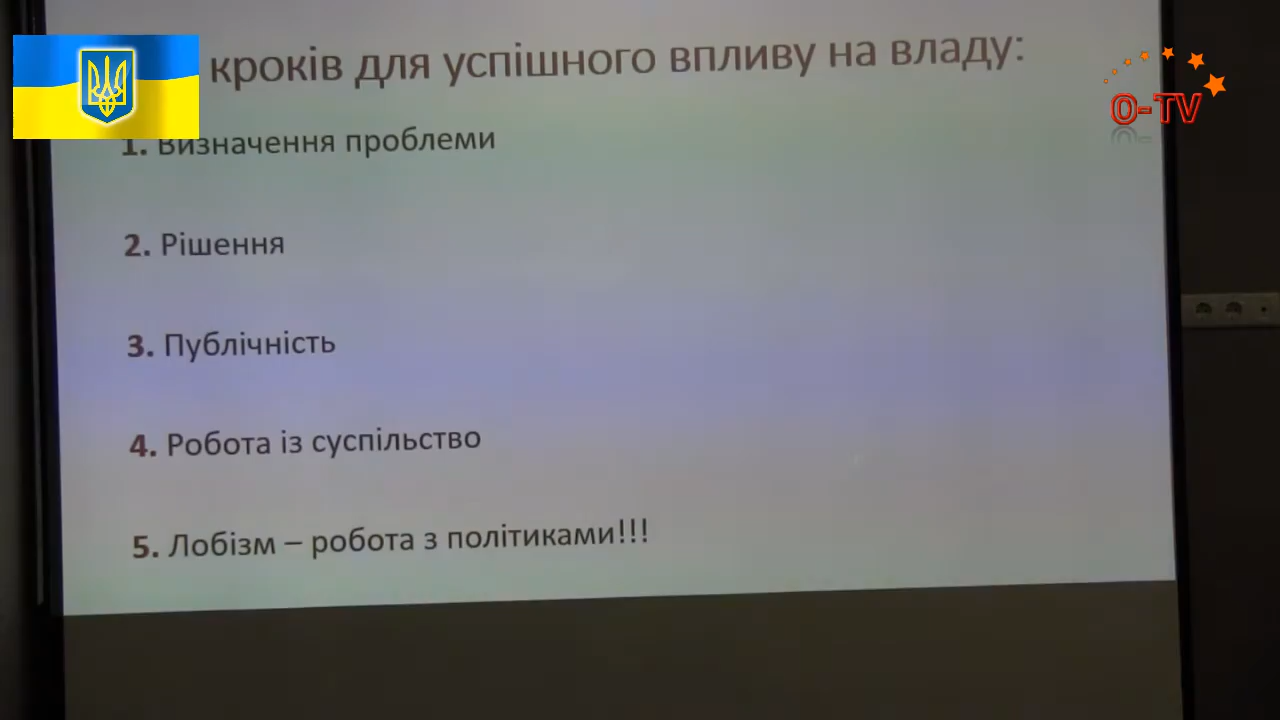 кроків для успішного впливу на владу:
O-TV
1. Визначення проблеми
2. Рішення
3. Публічність
4. Робота із суспільство
5. Лобізм – робота з політиками!!!